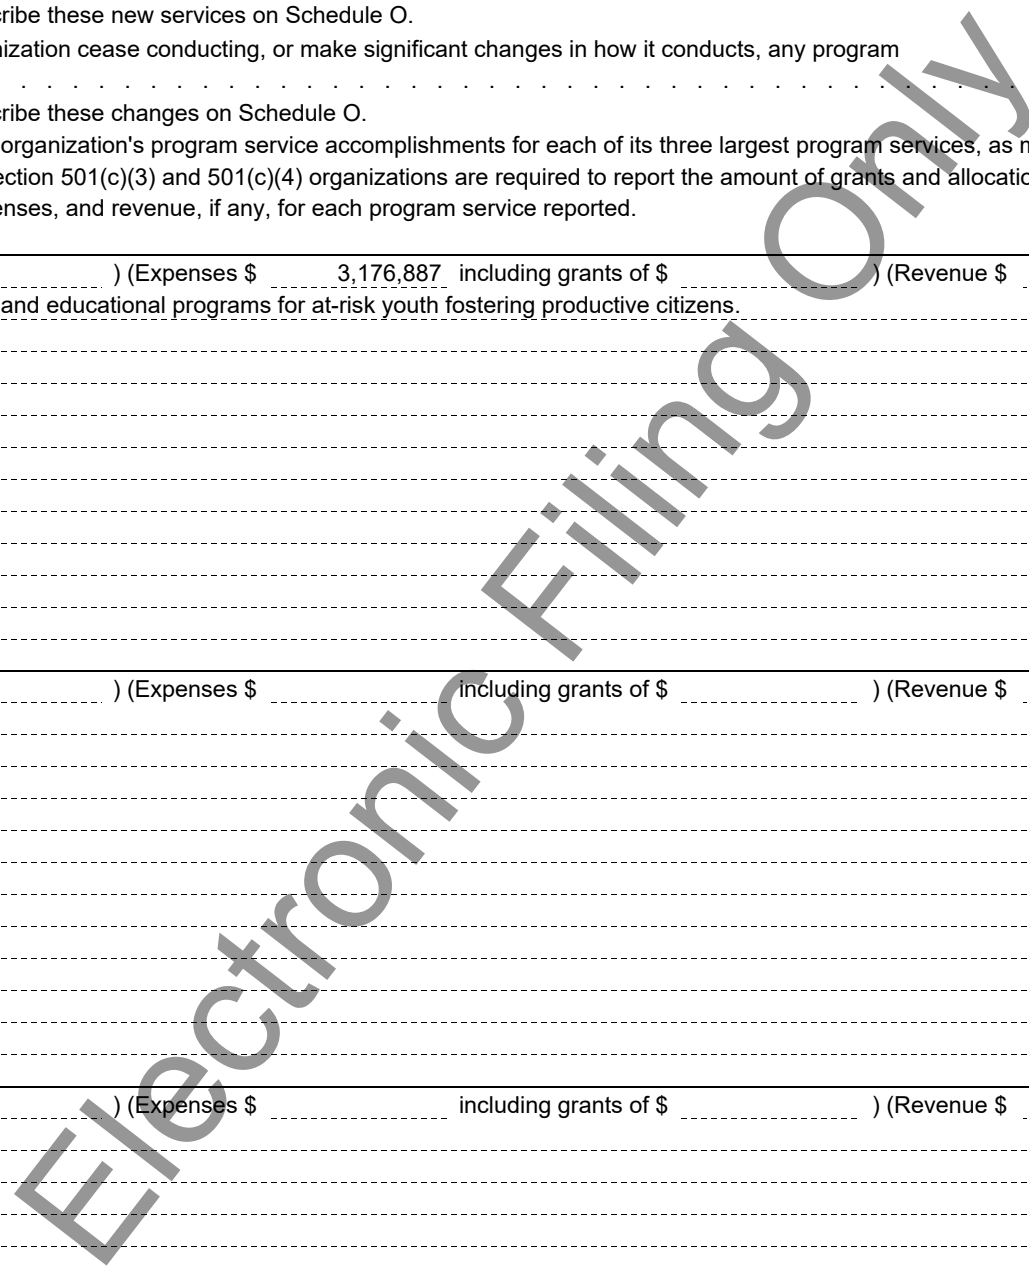 cribe these new services on Schedule O.
nization cease conducting, or make significant changes in how it conducts, any program
. . . . . . . . . . . . . . . . . . . . . . . . . . . . . . . . . . . . . . .
cribe these changes on Schedule O.
organization's program service accomplishments for each of its three largest program services, as m
ection 501(c)(3) and 501(c)(4) organizations are required to report the amount of grants and allocatio
enses, and revenue, if any, for each program service reported.
) (Expenses $ 3,176,887 including grants of $ ) (Revenue $
and educational programs for at-risk youth fostering productive citizens.
) (Expenses $ including grants of $ ) (Revenue $
) (Expenses $ including grants of $ ) (Revenue $
Electronic Filing Only